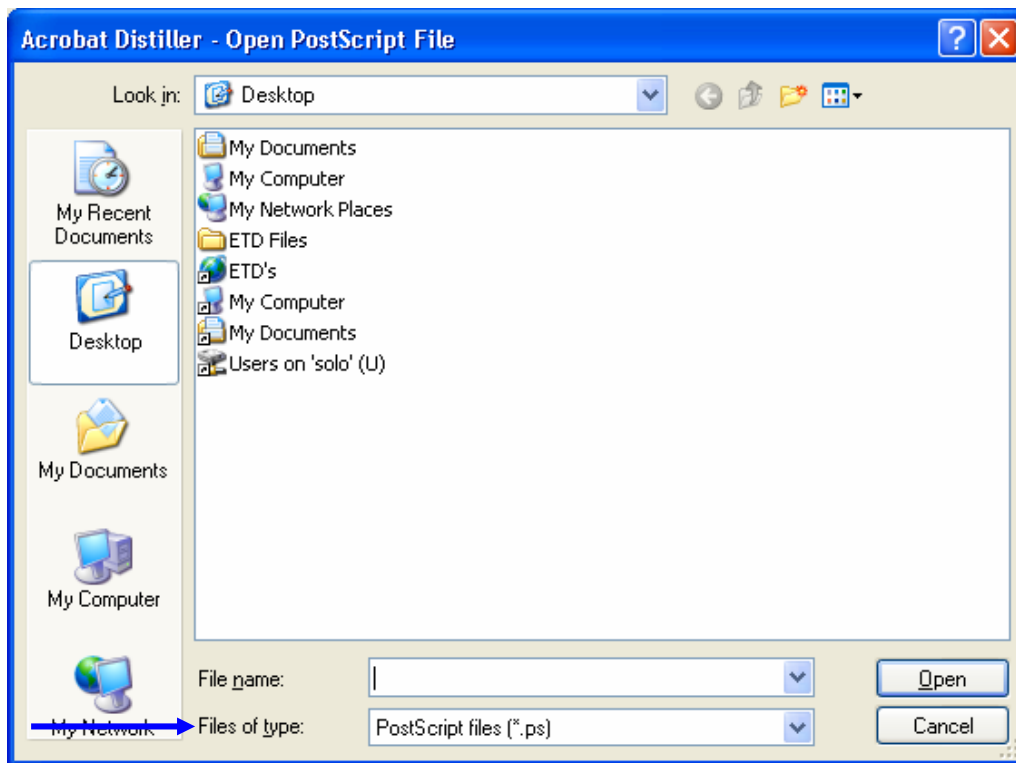 Acrobat Distiller - Open PostScript File
Look in:
Desktop
My Recent
Documents
Desktop
My Documents
My Computer
My Network
My Documents
My Computer
My Network Places
ETD Files
ETD's
My Computer
My Documents
Users on 'solo' (U)
File name:
Open
Files of type:
PostScript files (*.ps)
Cancel